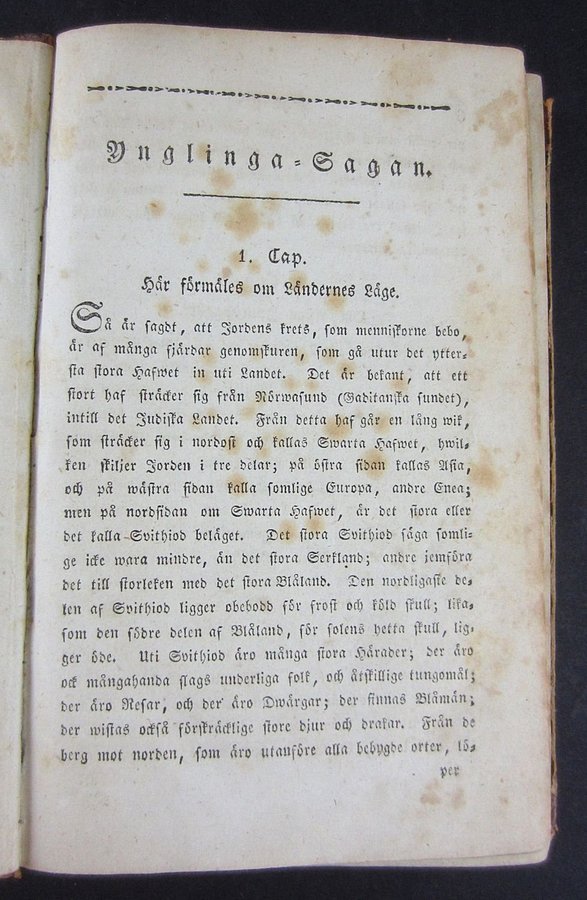 Ynglinga-Sagan.
1. Cap.
Här förmäles om Ländernes Läge.
Så är sagdt, att Jordens krets, som menniskorne bebo,
är af många fjärdar genomskuren, som gå utur det ytter-
sta stora Hafwet in uti Landet. Det är bekant, att ett
stort haf sträcker sig från Nörwasund (Gaditanska sundet),
intill det Judiska Landet. Från detta haf går en lång wik,
som sträcker sig i nordost och kallas Swarta Hafwet, hwil-
ken skiljer Jorden i tre delar; på östra sidan kallas Asia,
och på wästra sidan kalla somlige Europa, andre Enea;
men på nordsidan om Swarta Hafwet, är det stora eller
det kalla Svithiod beläget. Det stora Svithiod säga somli-
ge icke wara mindre, än det stora Serkland; andre jemföra
det till storleken med det stora Blåland. Den nordligaste de-
len af Svithiod ligger obebodd för frost och köld skull; lika-
som den södre delen af Blåland, för solens hetta skull, lig-
ger öde. Uti Svithiod äro många stora Härader; der äro
ock mångahanda slags underliga folk, och åtskillige tungomål;
der äro Resar, och der äro Dwärgar; der finnas Blåmän;
der wistas också förskräcklige store djur och drakar. Från de
berg mot norden, som äro utanföre alla bebygde orter, lö-
per